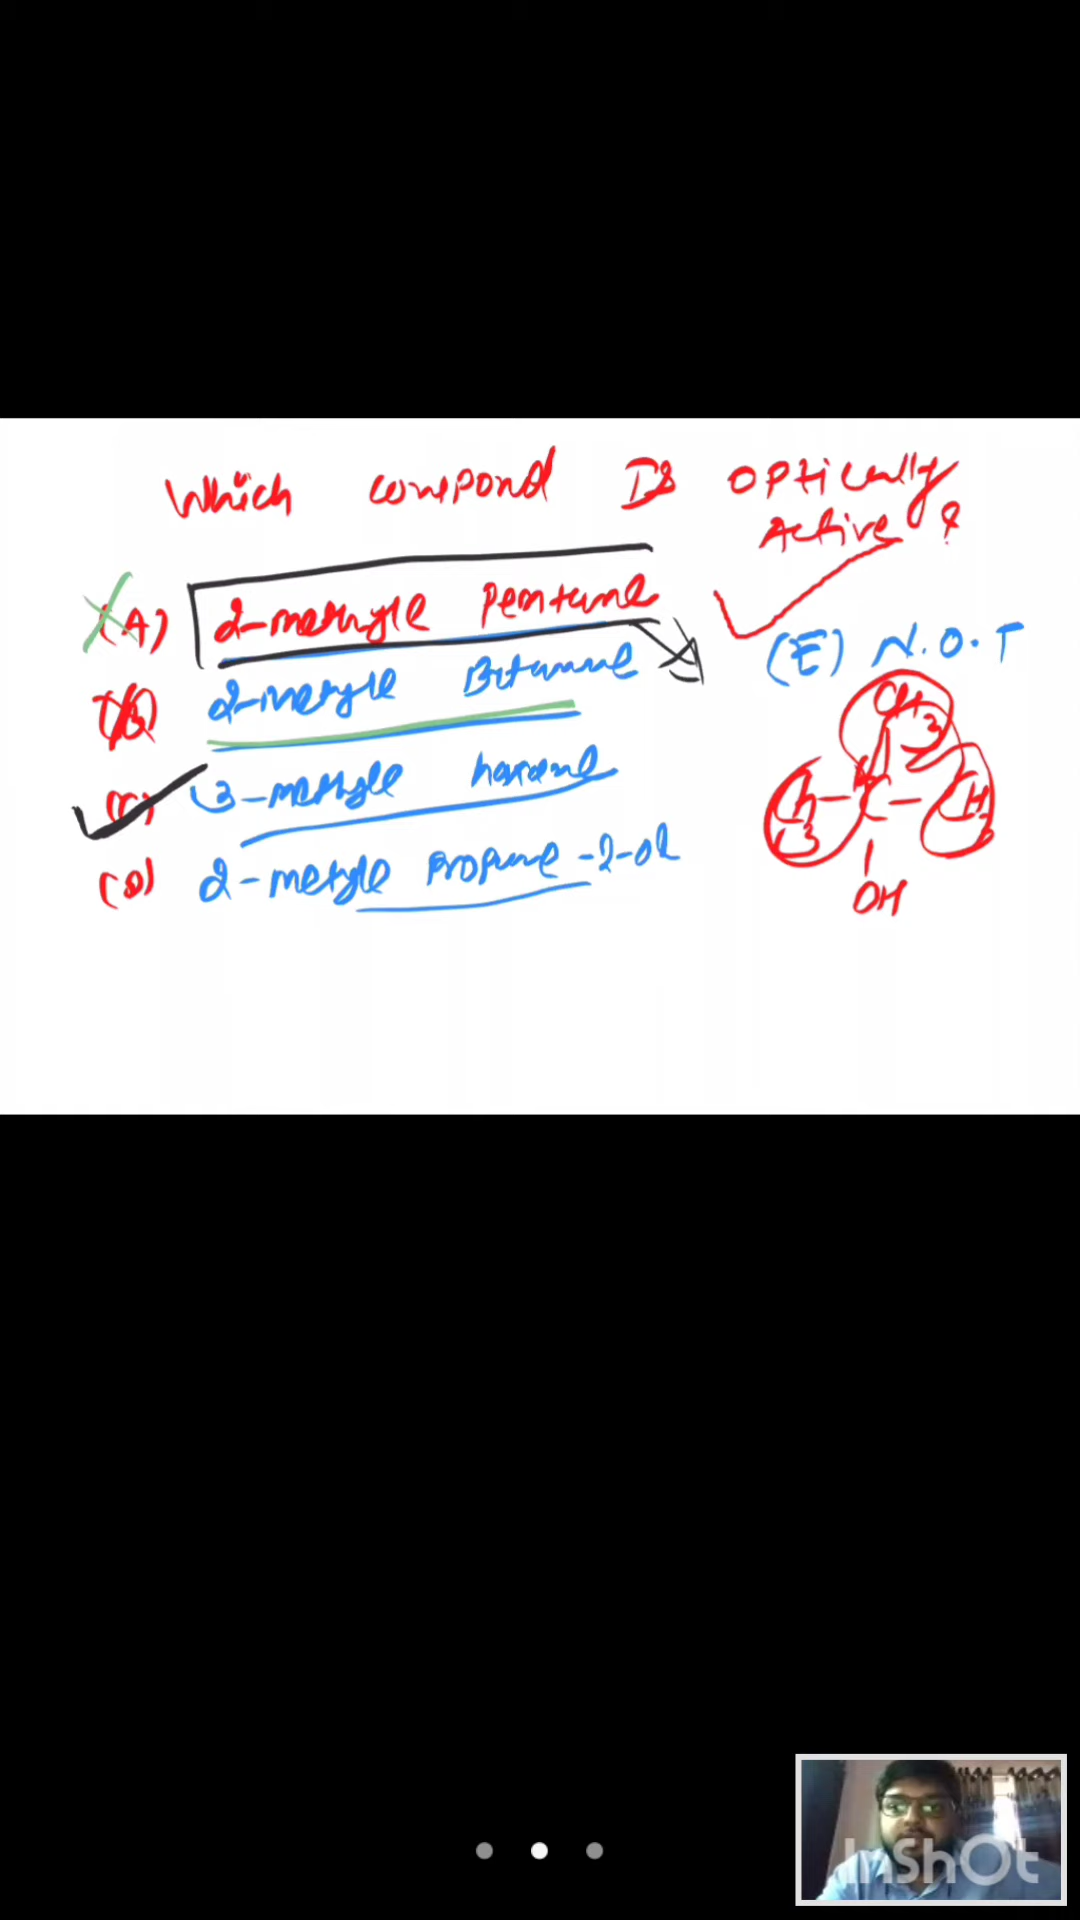 Which compond Is optically
Active ?
(A) 2-methyle Pentane
(B) 2-metyle Butanne
(C) 3-methyle hexane
(D) 2-metyle propane-2-ol
(E) N.O.T
CH3
CH3-C-CH3
OH
InShOt